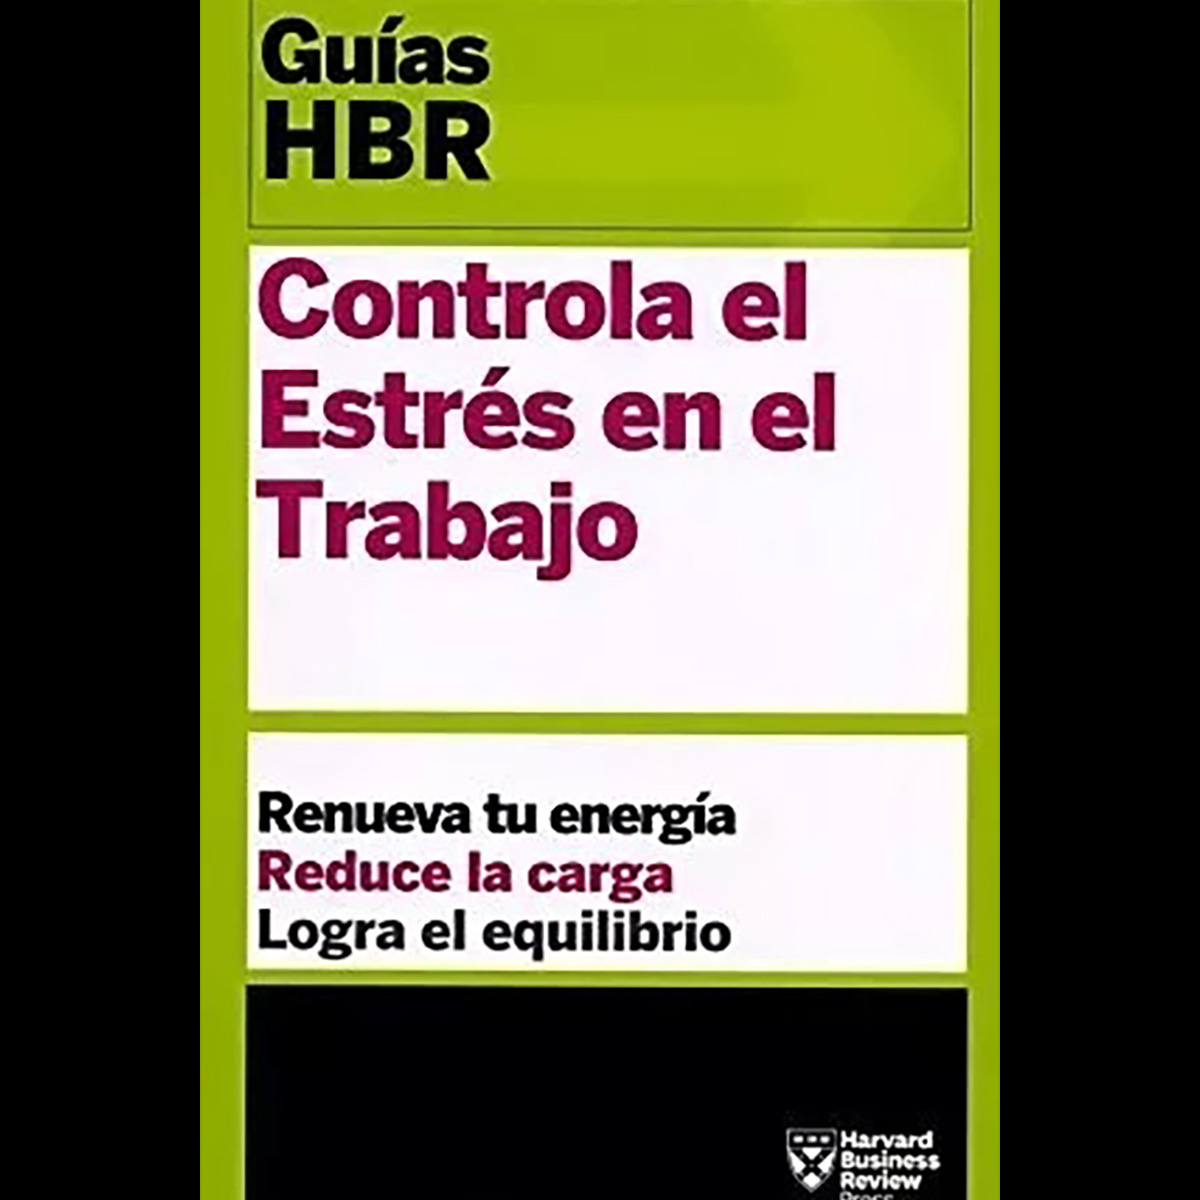 Guías
HBR
Controla el
Estrés en el
Trabajo
Renueva tu energía
Reduce la carga
Logra el equilibrio
Harvard
Business
Review
Press